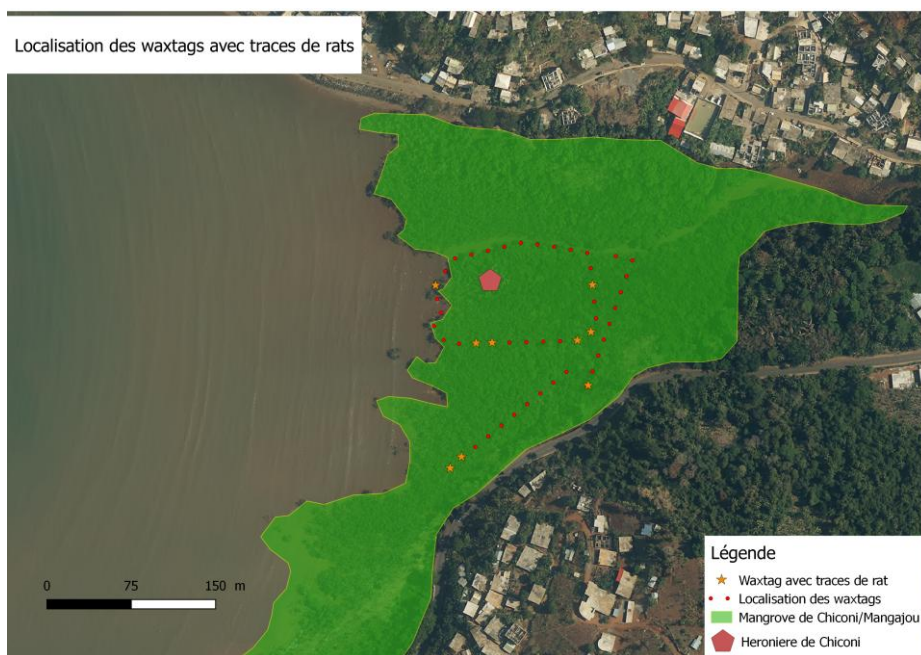 Localisation des waxtags avec traces de rats
0 75 150 m
Légende
Waxtag avec traces de rat
Localisation des waxtags
Mangrove de Chiconi/Mangajou
Heroniere de Chiconi